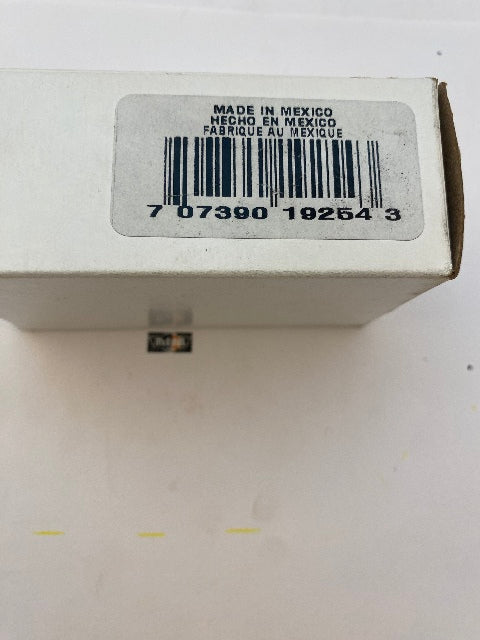 MADE IN MEXICO
HECHO EN MEXICO
FABRIQUE AU MEXIQUE
7 07390 19254 3